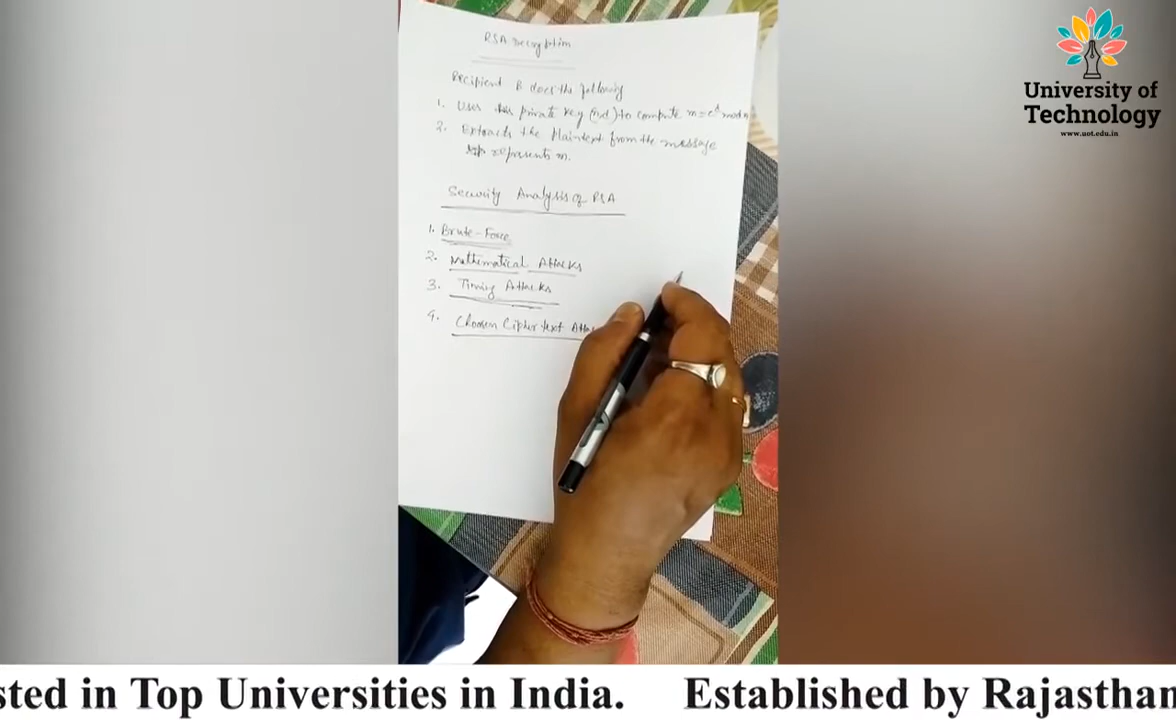 RSA Decryption
Recipient B does the following
1. Uses his private key (n,d) to compute m=c^d mod n
2. Extracts the plaintext from the message
represents m.
Security Analysis of RSA
1. Brute-Force
2. Mathematical Attacks
3. Timing Attacks
4. Choosen Cipher text
University of
Technology
www.uot.edu.in
sted in Top Universities in India. Established by Rajasthan